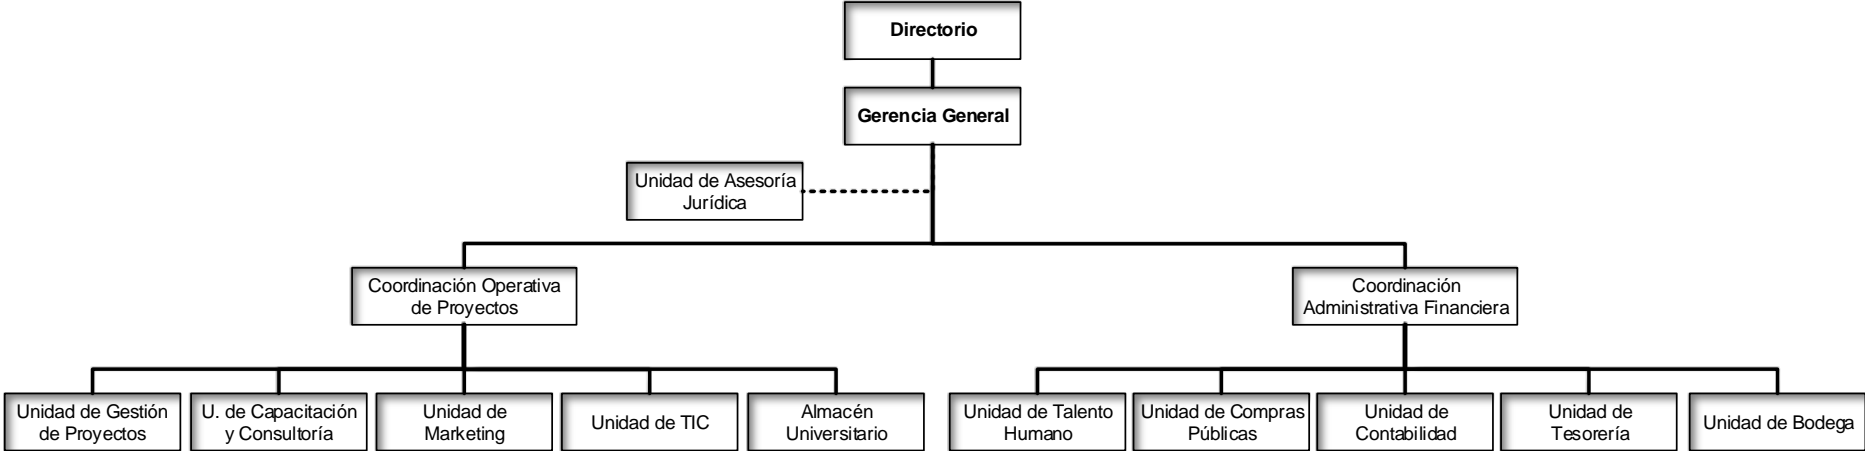 Directorio
Gerencia General
Unidad de Asesoría
Jurídica
Coordinación Operativa
de Proyectos
Coordinación
Administrativa Financiera
Unidad de Gestión
de Proyectos
U. de Capacitación
y Consultoría
Unidad de
Marketing
Unidad de TIC
Almacén
Universitario
Unidad de Talento
Humano
Unidad de Compras
Públicas
Unidad de
Contabilidad
Unidad de
Tesorería
Unidad de Bodega